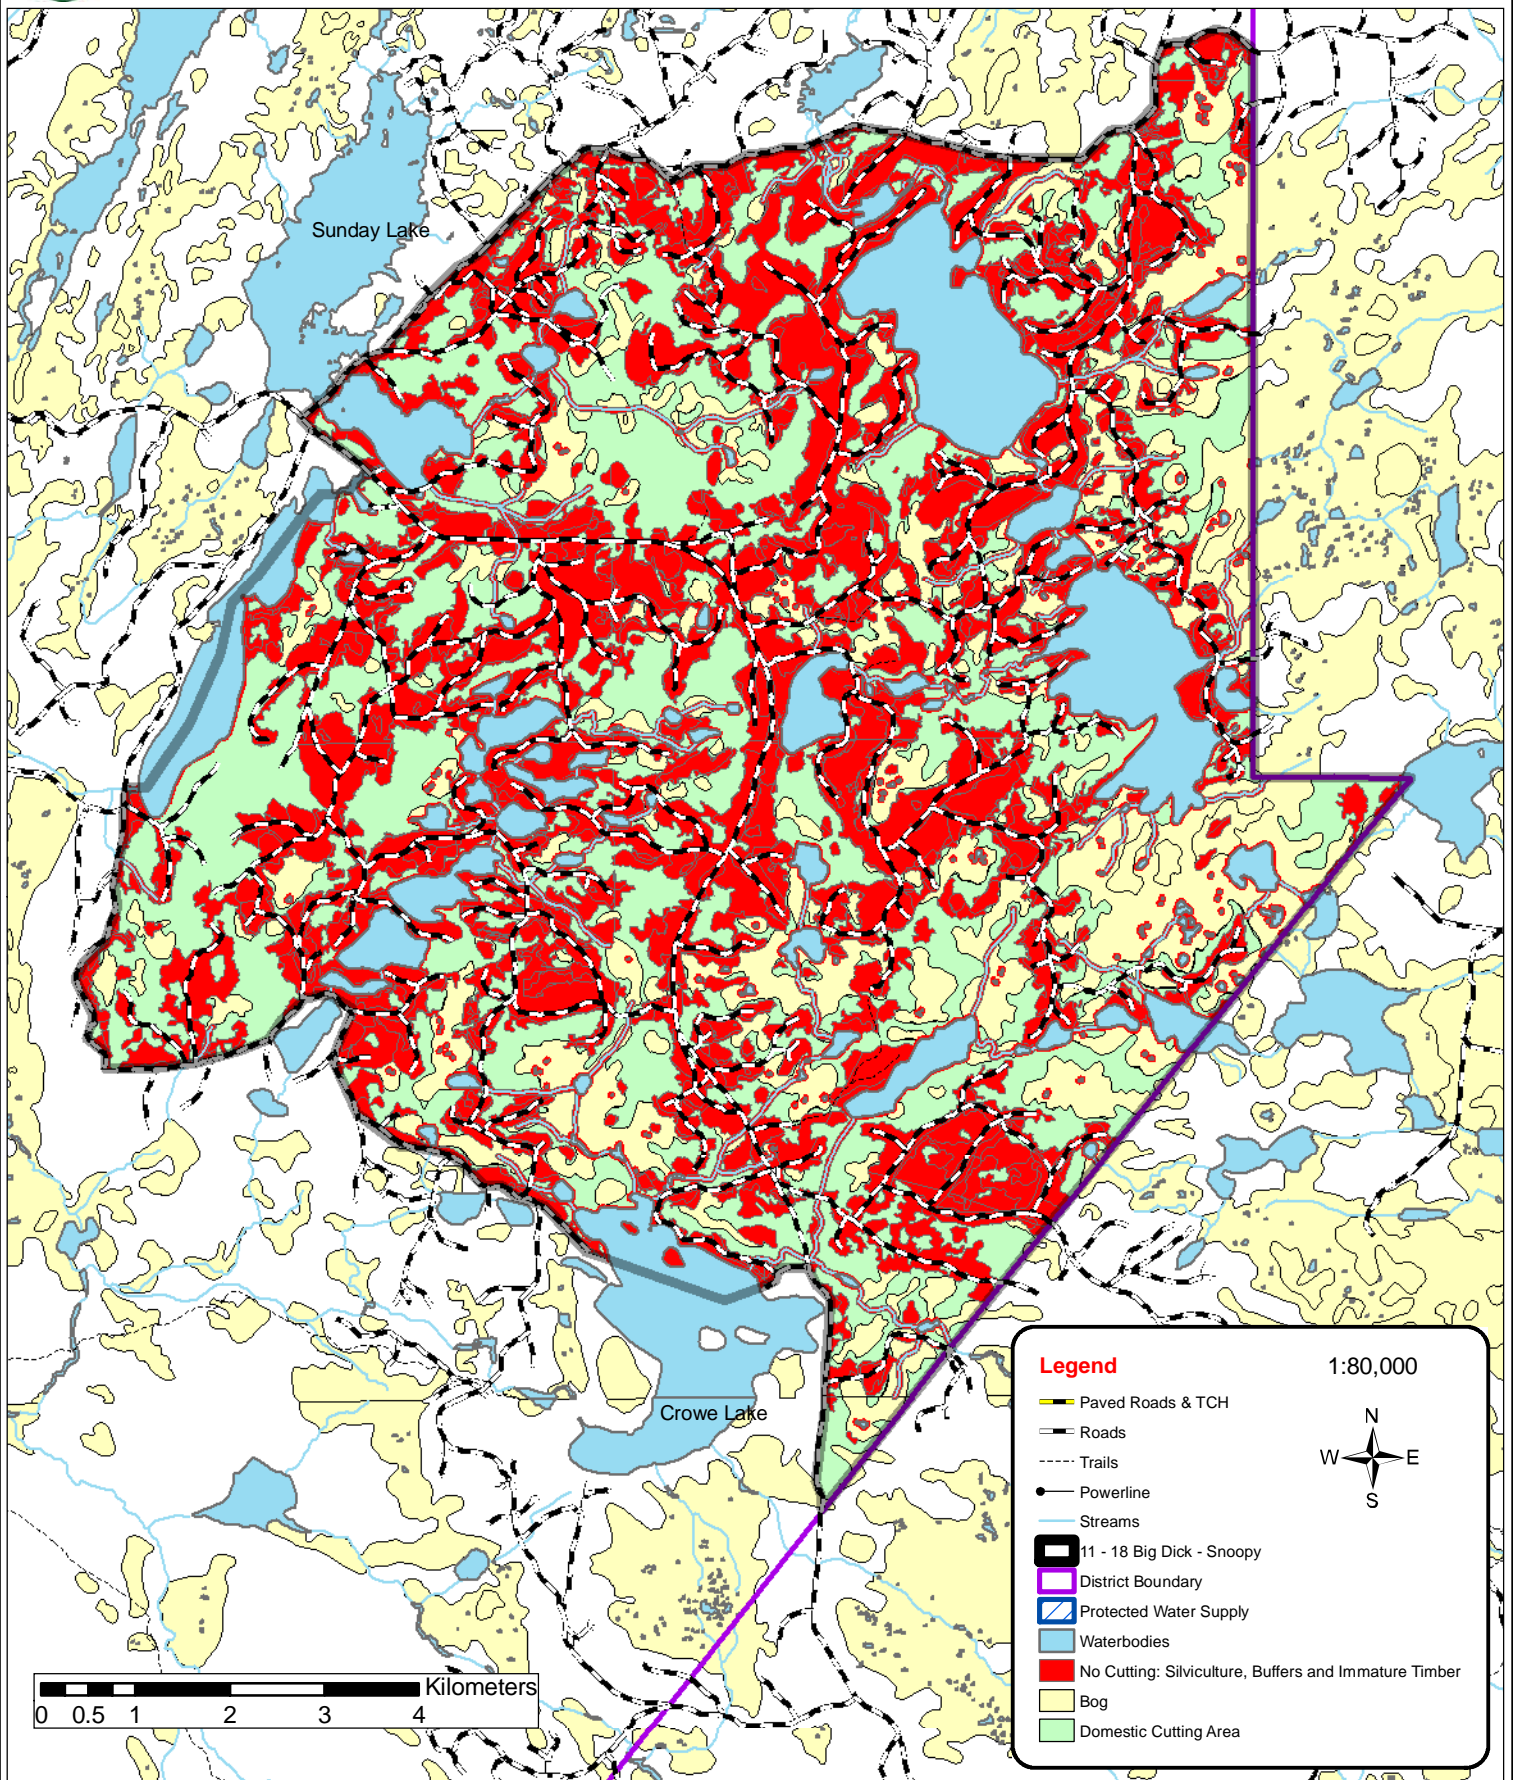 Sunday Lake
Crowe Lake
Legend
1:80,000
Paved Roads & TCH
Roads
Trails
Powerline
Streams
11 - 18 Big Dick - Snoopy
District Boundary
Protected Water Supply
Waterbodies
No Cutting: Silviculture, Buffers and Immature Timber
Bog
Domestic Cutting Area
N
W E
S
Kilometers
0 0.5 1 2 3 4